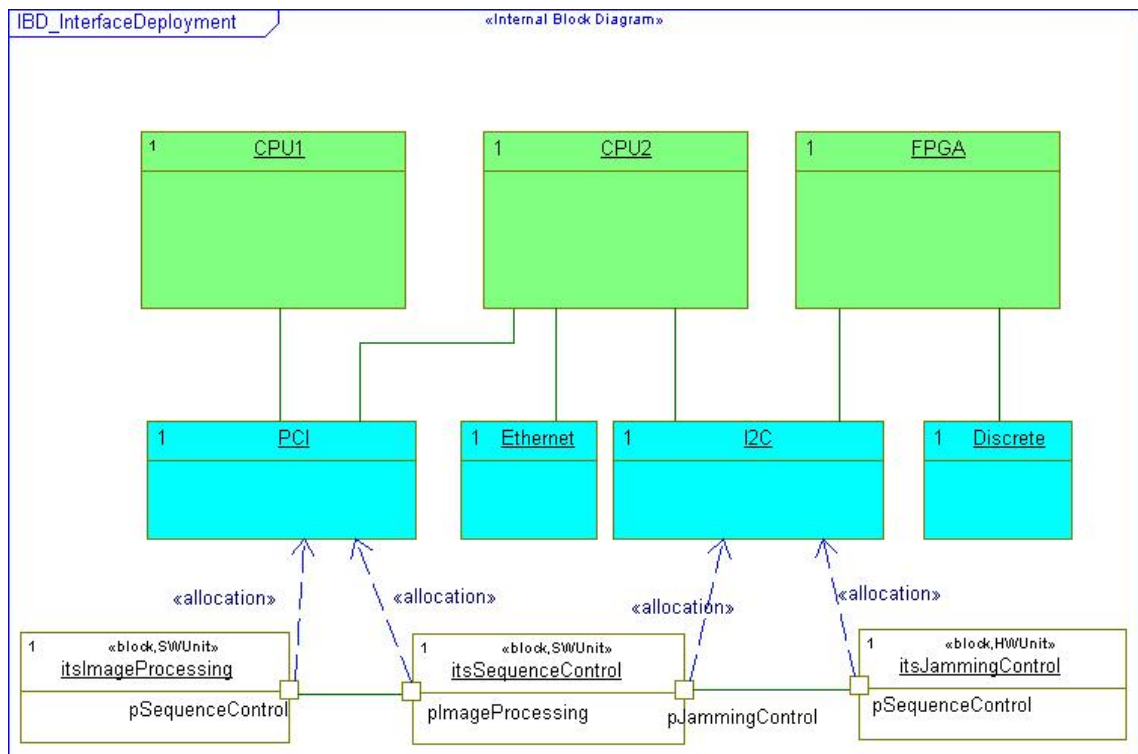 IBD_InterfaceDeployment
«Internal Block Diagram»
1 CPU1
1 CPU2
1 FPGA
1 PCI
1 Ethernet
1 I2C
1 Discrete
«allocation»
«allocation»
«allocation»
«allocation»
1 «block,SWUnit»
itsImageProcessing
pSequenceControl
1 «block,SWUnit»
itsSequenceControl
pImageProcessing
pJammingControl
1 «block,HWUnit»
itsJammingControl
pSequenceControl